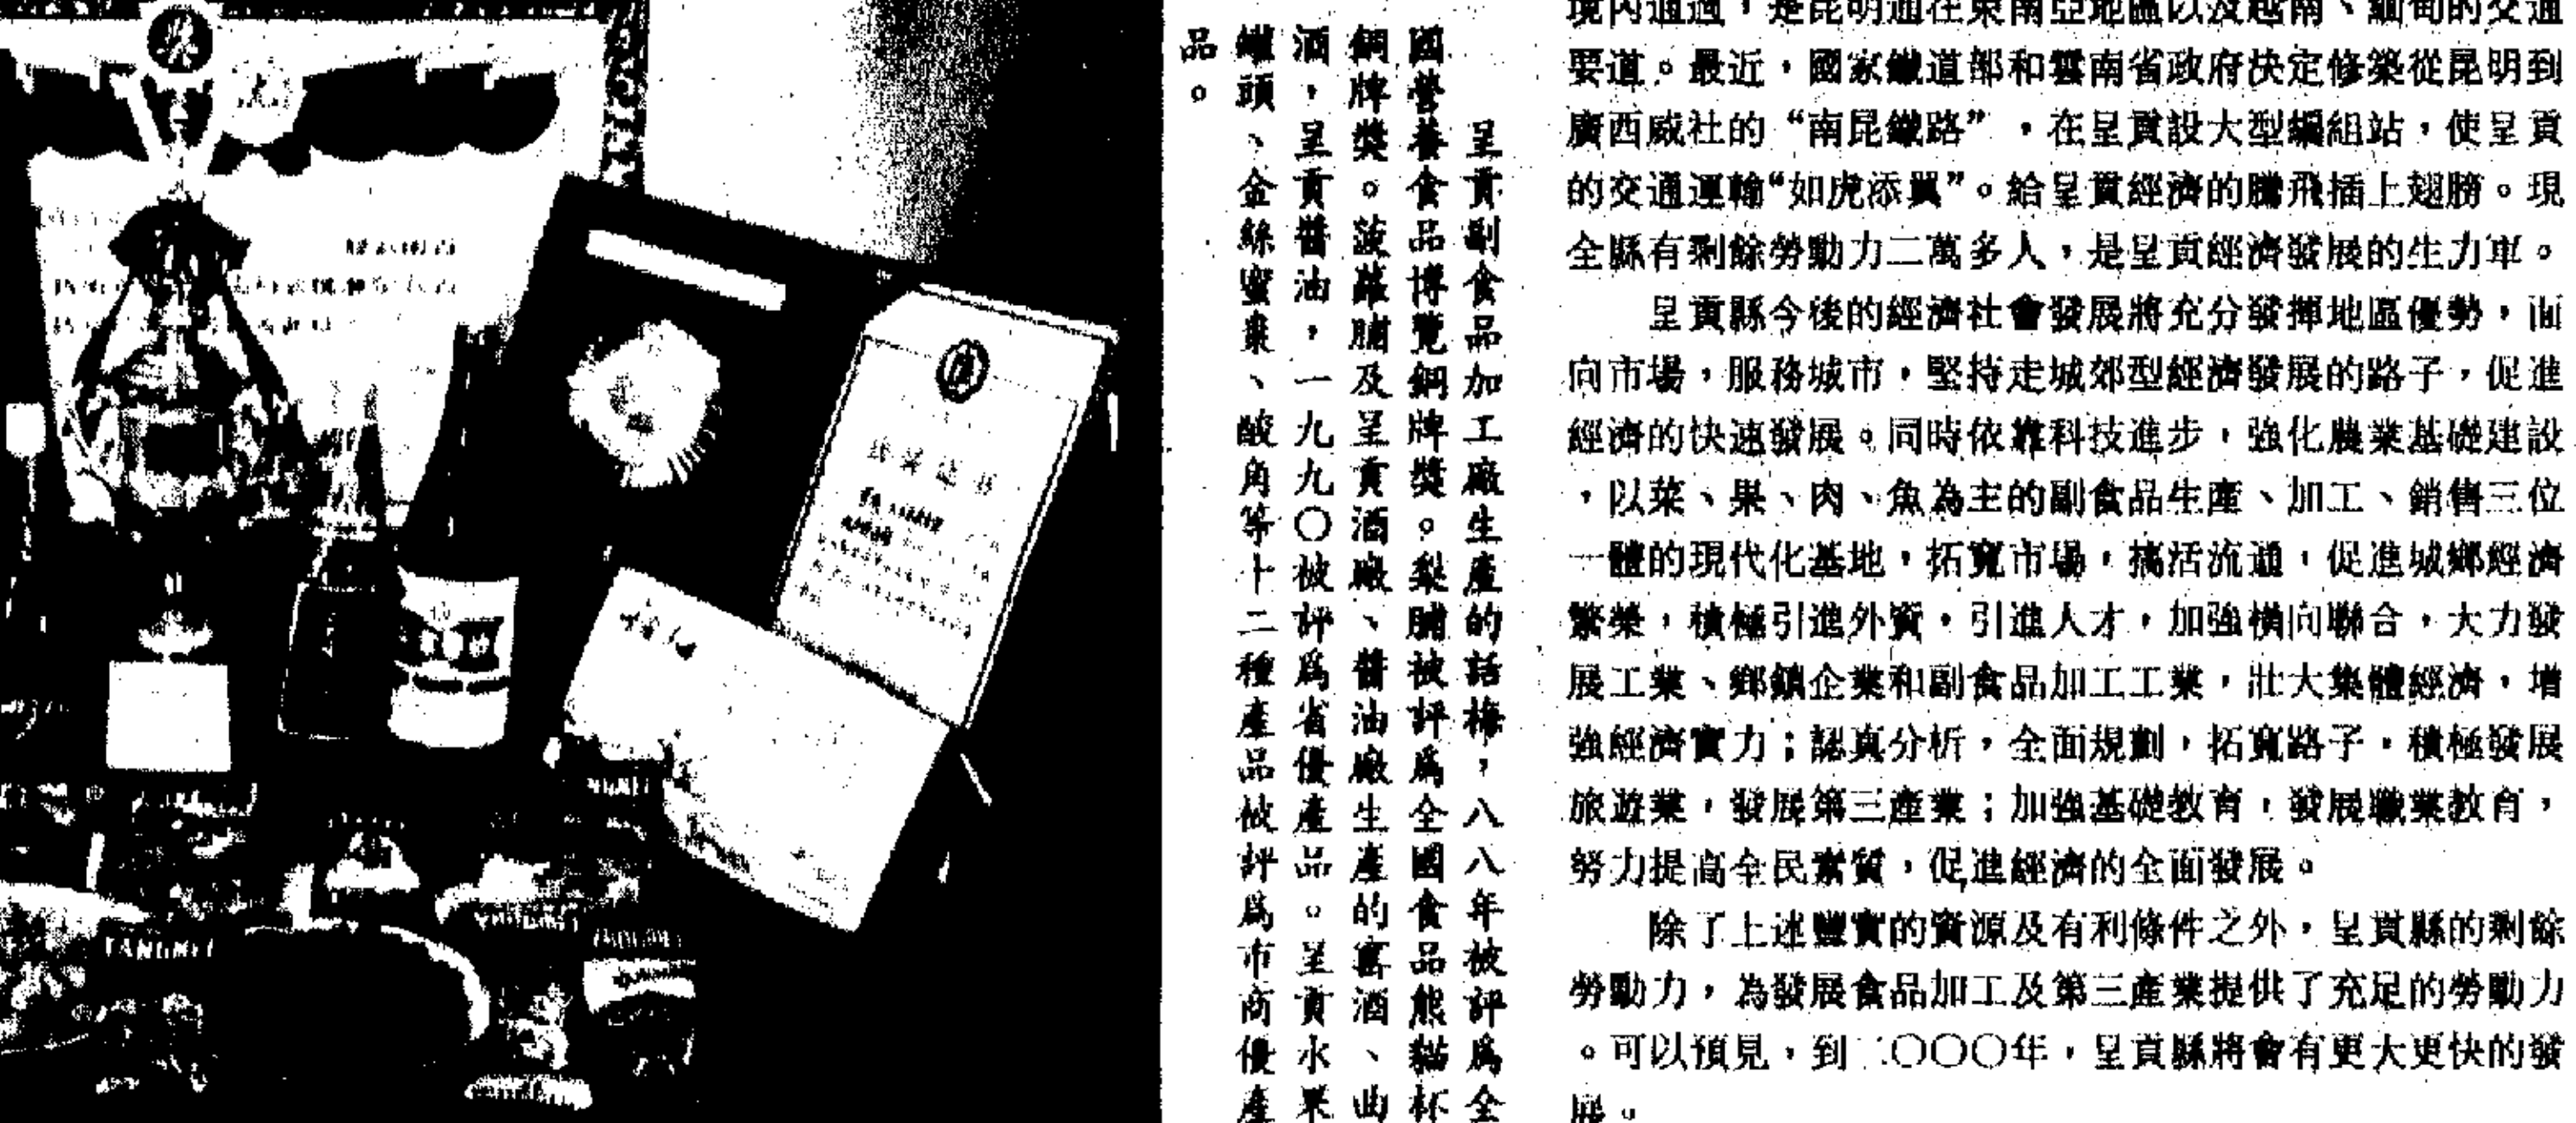 境內通過，是昆明通往東南亞地區以及越南、緬甸的交通
要道。最近，國家鐵道部和雲南省政府決定修築從昆明到
廣西威社的“南昆鐵路”，在呈貢設大型編組站，使呈貢
的交通運輸“如虎添翼”。給呈貢經濟的騰飛插上翅膀。現
全縣有剩餘勞動力二萬多人，是呈貢經濟發展的生力軍。
呈貢縣今後的經濟社會發展將充分發揮地區優勢，面
向市場，服務城市，堅持走城郊型經濟發展的路子，促進
經濟的快速發展。同時依靠科技進步，強化農業基礎建設
，以菜、果、肉、魚為主的副食品生產、加工、銷售三位
一體的現代化基地，拓寬市場，搞活流通，促進城鄉經濟
繁榮，積極引進外資，引進人才，加強橫向聯合，大力發
展工業、鄉鎮企業和副食品加工工業，壯大集體經濟，增
強經濟實力；認真分析，全面規劃，拓寬路子，積極發展
旅遊業，發展第三產業；加強基礎教育，發展職業教育，
努力提高全民素質，促進經濟的全面發展。
除了上述豐實的資源及有利條件之外，呈貢縣的剩餘
勞動力，為發展食品加工及第三產業提供了充足的勞動力
。可以預見，到二〇〇〇年，呈貢縣將會有更大更快的發
展。
呈貢副食品加工廠生產的話梅，八八年被評爲全
國營養食品博覽銅牌獎。梨脯被評爲全國食品熊貓杯
銅牌獎。菠蘿脯及呈貢酒廠、醬油廠生產的窖酒、曲
酒，呈貢醬油，一九九〇被評爲省優產品。呈貢水果
罐頭、金絲蜜棗、酸角等十二種產品被評爲市商優產
品。